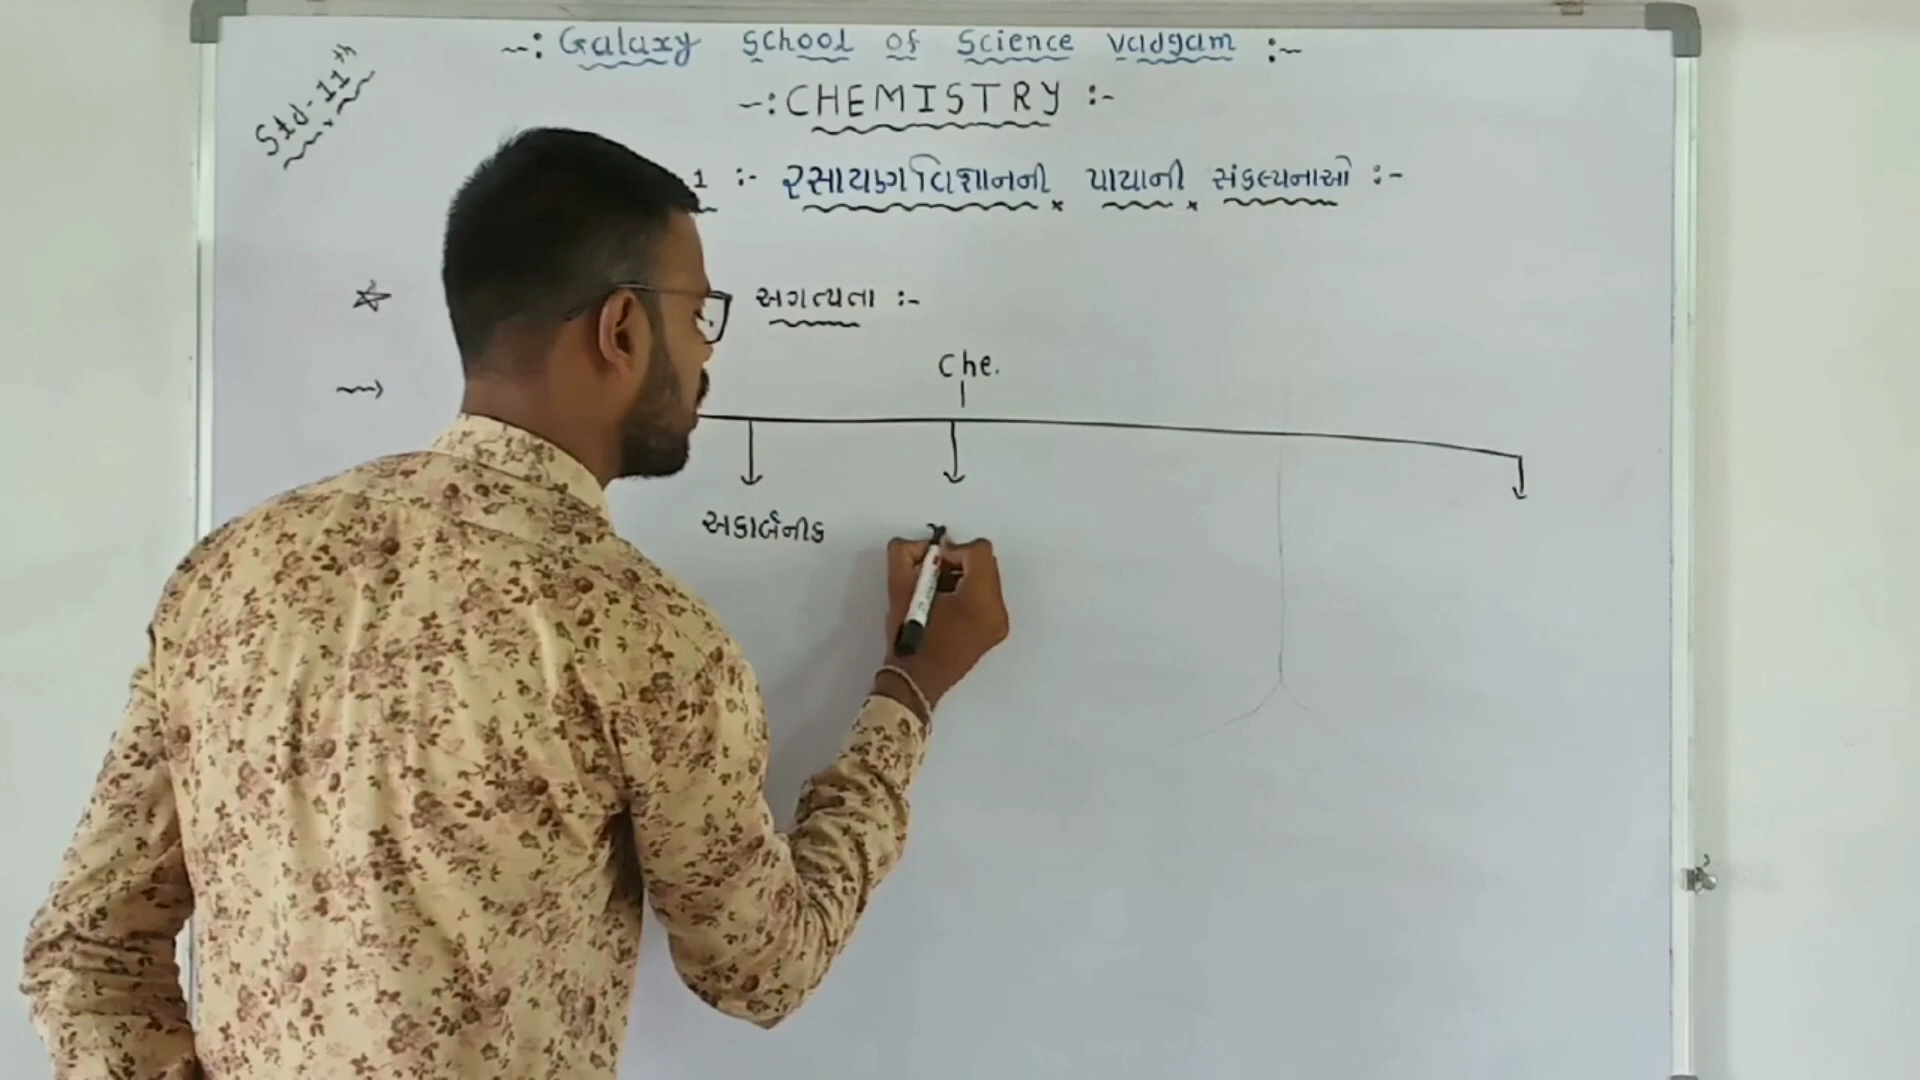 -: Galaxy School of Science Vadgam :-
Std-11th
-: CHEMISTRY :-
1 :- રસાયણવિજ્ઞાનની પાયાની સંકલ્પનાઓ :-
અગત્યતા :-
Che.
અકાર્બનીક